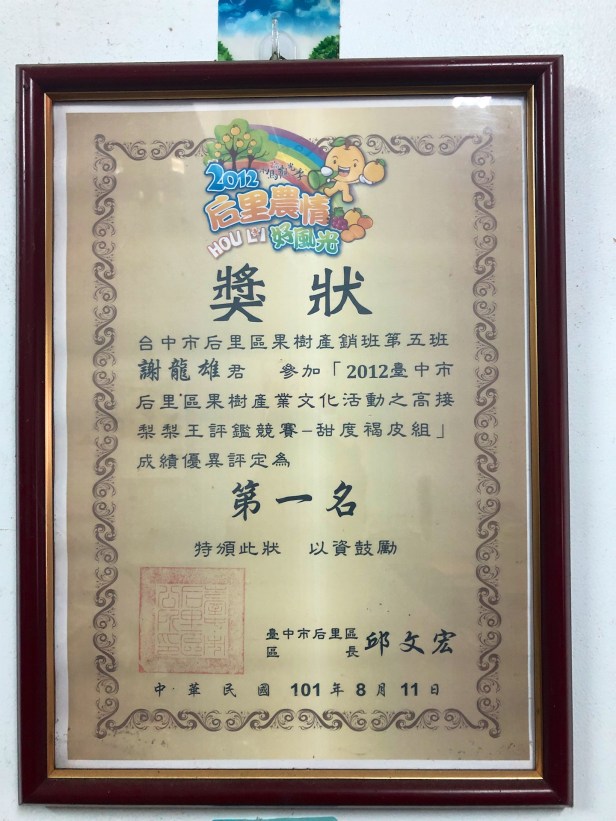 2012
后里農情
HOU LI 好風光
獎狀
台中市后里區果樹產銷班第五班
謝龍雄君 參加「2012臺中市
后里區果樹產業文化活動之高接
梨梨王評鑑競賽–甜度褐皮組」
成績優異評定為
第一名
特頒此狀 以資鼓勵
臺中市后里區
區長 邱文宏
中華民國 101 年 8 月 11 日